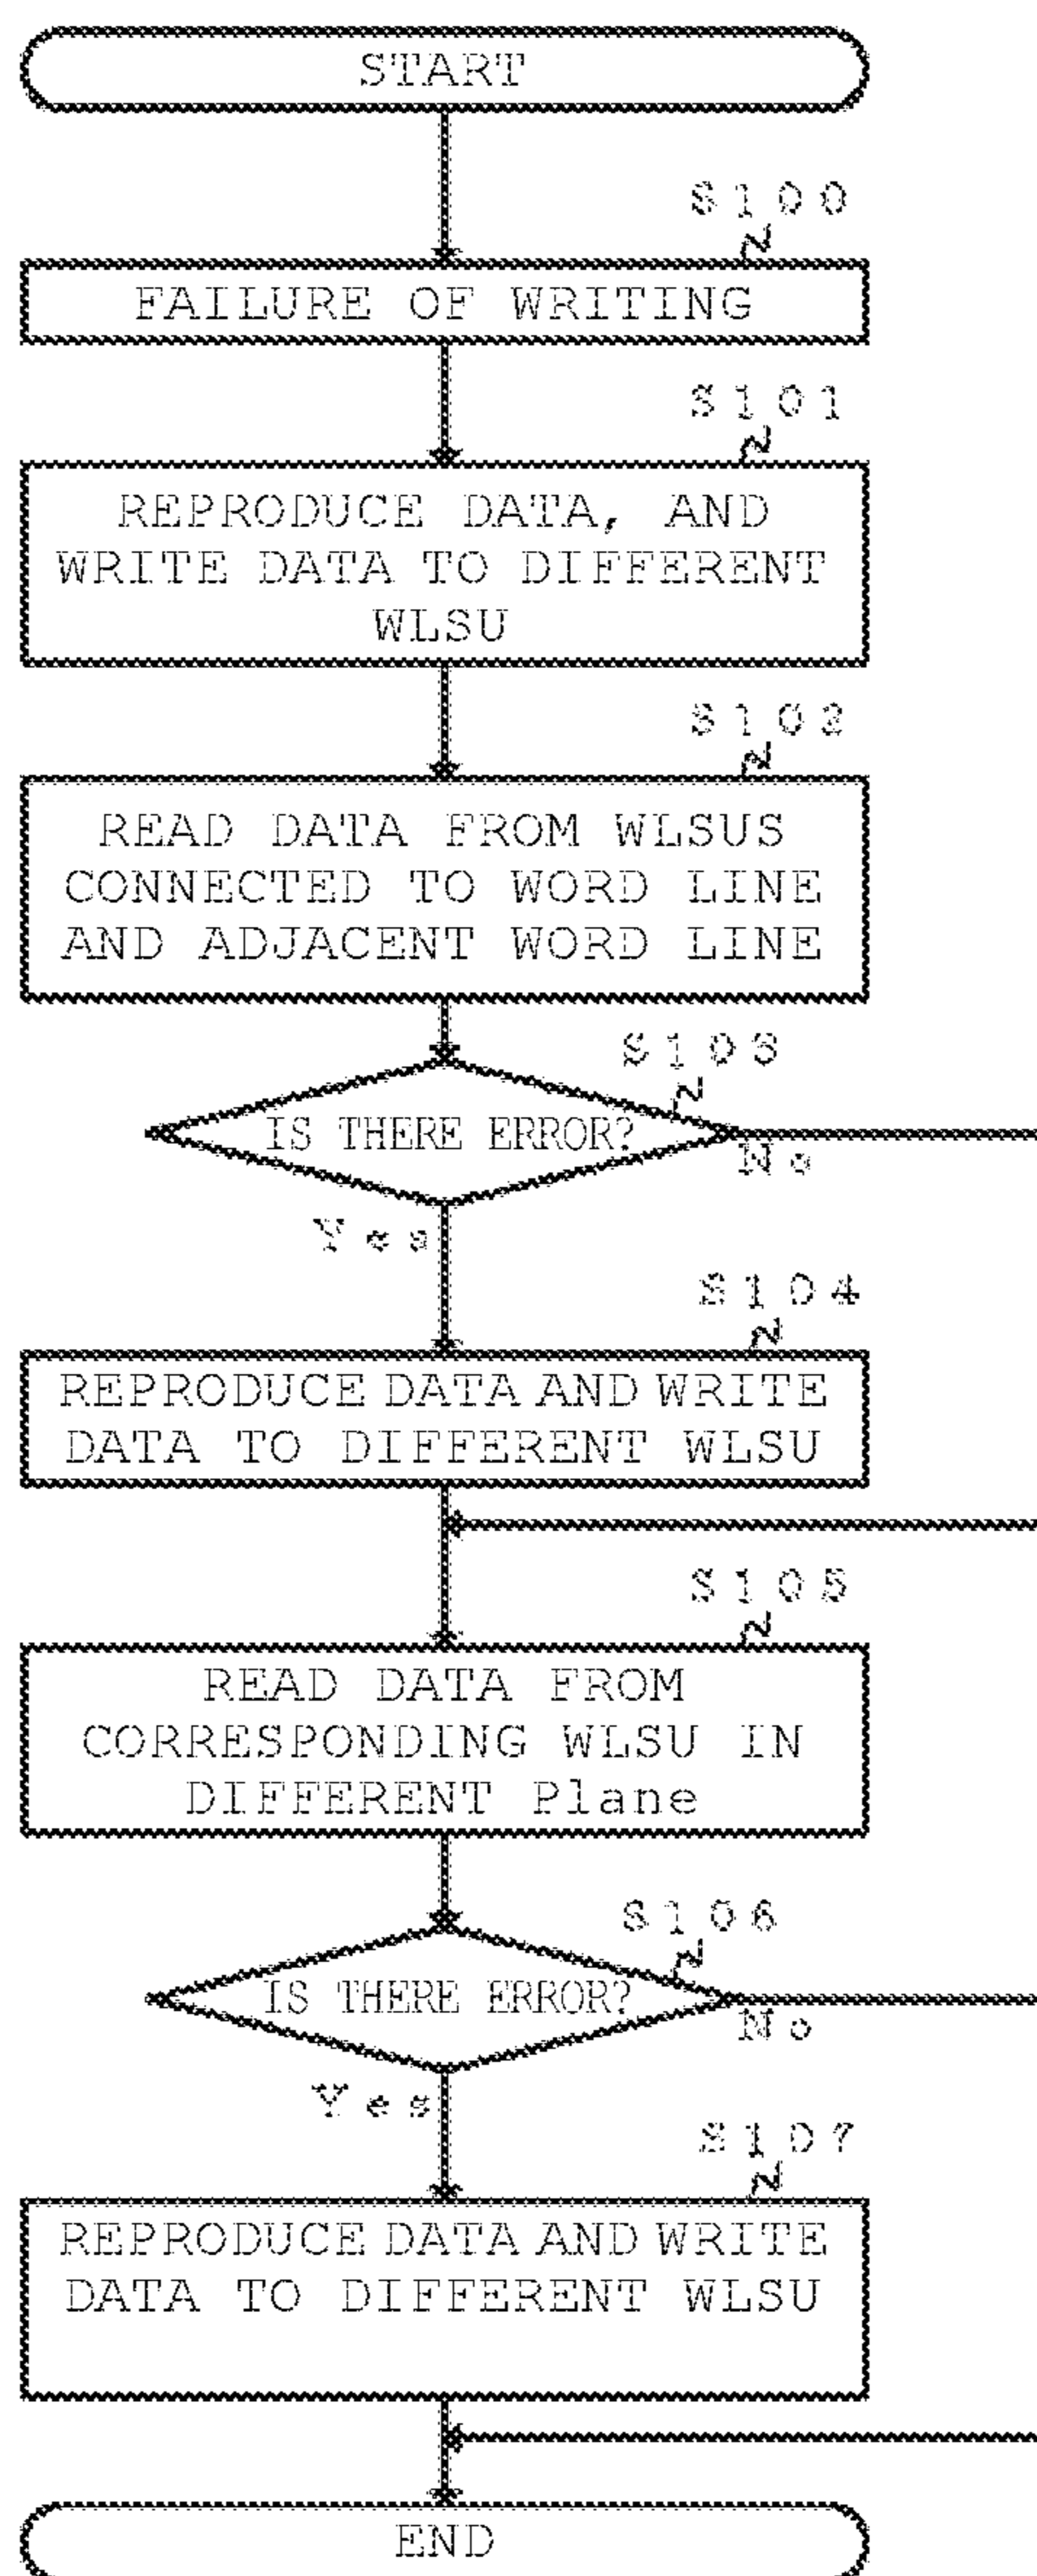 START
S100
FAILURE OF WRITING
S101
REPRODUCE DATA, AND
WRITE DATA TO DIFFERENT
WLSU
S102
READ DATA FROM WLSUS
CONNECTED TO WORD LINE
AND ADJACENT WORD LINE
S103
IS THERE ERROR?
No
Yes
S104
REPRODUCE DATA AND WRITE
DATA TO DIFFERENT WLSU
S105
READ DATA FROM
CORRESPONDING WLSU IN
DIFFERENT Plane
S106
IS THERE ERROR?
No
Yes
S107
REPRODUCE DATA AND WRITE
DATA TO DIFFERENT WLSU
END